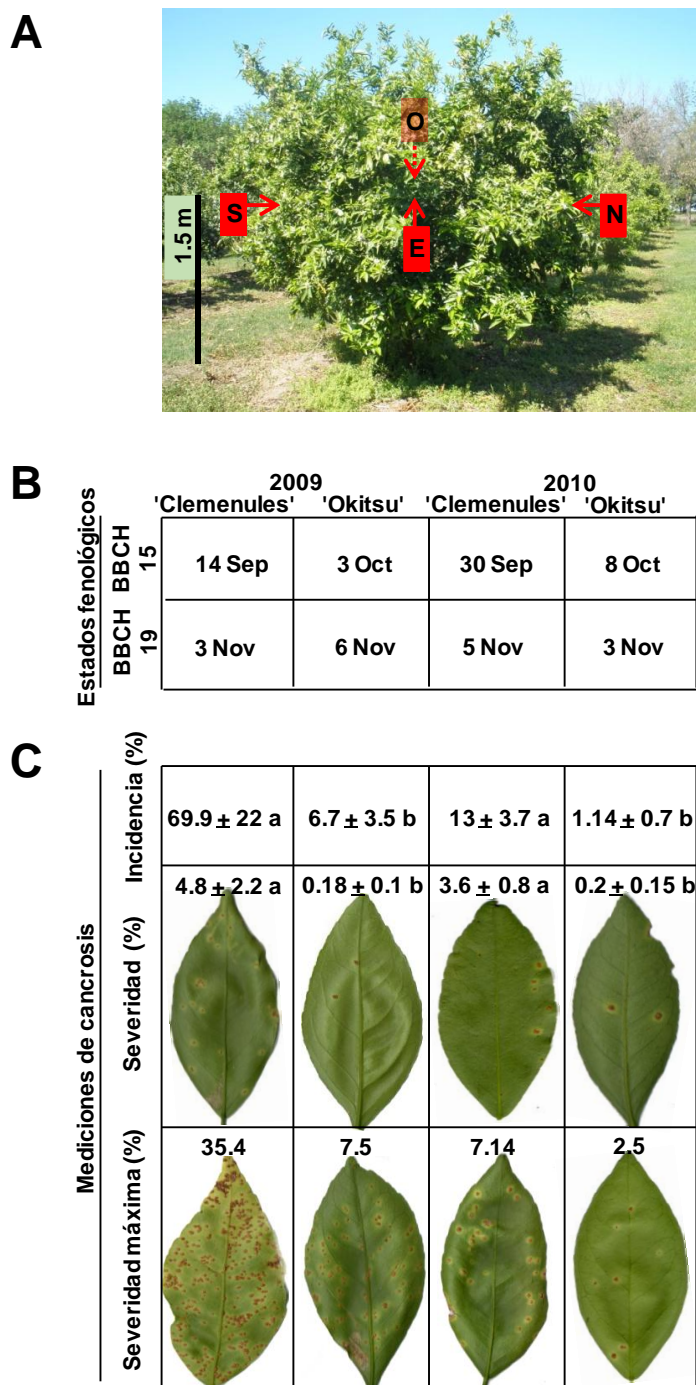 A
O
S
N
E
1.5 m
B
2009
2010
'Clemenules'
'Okitsu'
'Clemenules'
'Okitsu'
Estados fenológicos
BBCH 15
14 Sep
3 Oct
30 Sep
8 Oct
BBCH 19
3 Nov
6 Nov
5 Nov
3 Nov
C
Mediciones de cancrosis
Incidencia (%)
69.9 ± 22 a
6.7 ± 3.5 b
13 ± 3.7 a
1.14 ± 0.7 b
Severidad (%)
4.8 ± 2.2 a
0.18 ± 0.1 b
3.6 ± 0.8 a
0.2 ± 0.15 b
Severidad máxima (%)
35.4
7.5
7.14
2.5